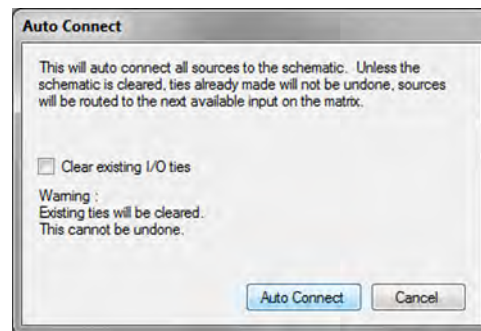 Auto Connect
This will auto connect all sources to the schematic. Unless the
schematic is cleared, ties already made will not be undone, sources
will be routed to the next available input on the matrix.
Clear existing I/O ties
Warning :
Existing ties will be cleared.
This cannot be undone.
Auto Connect Cancel